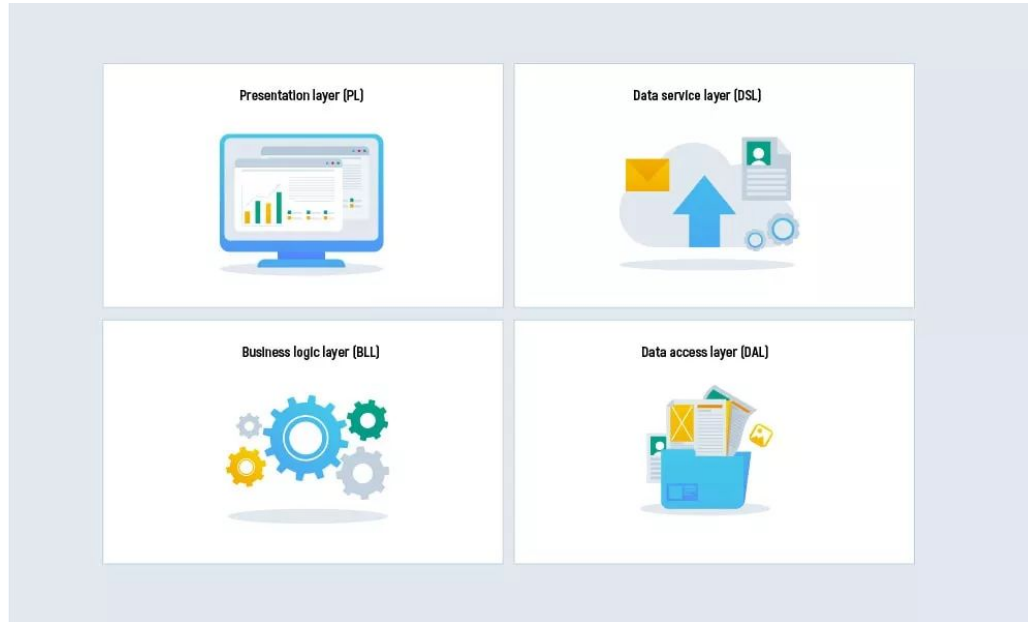 Presentation layer (PL)
Data service layer (DSL)
Business logic layer (BLL)
Data access layer (DAL)